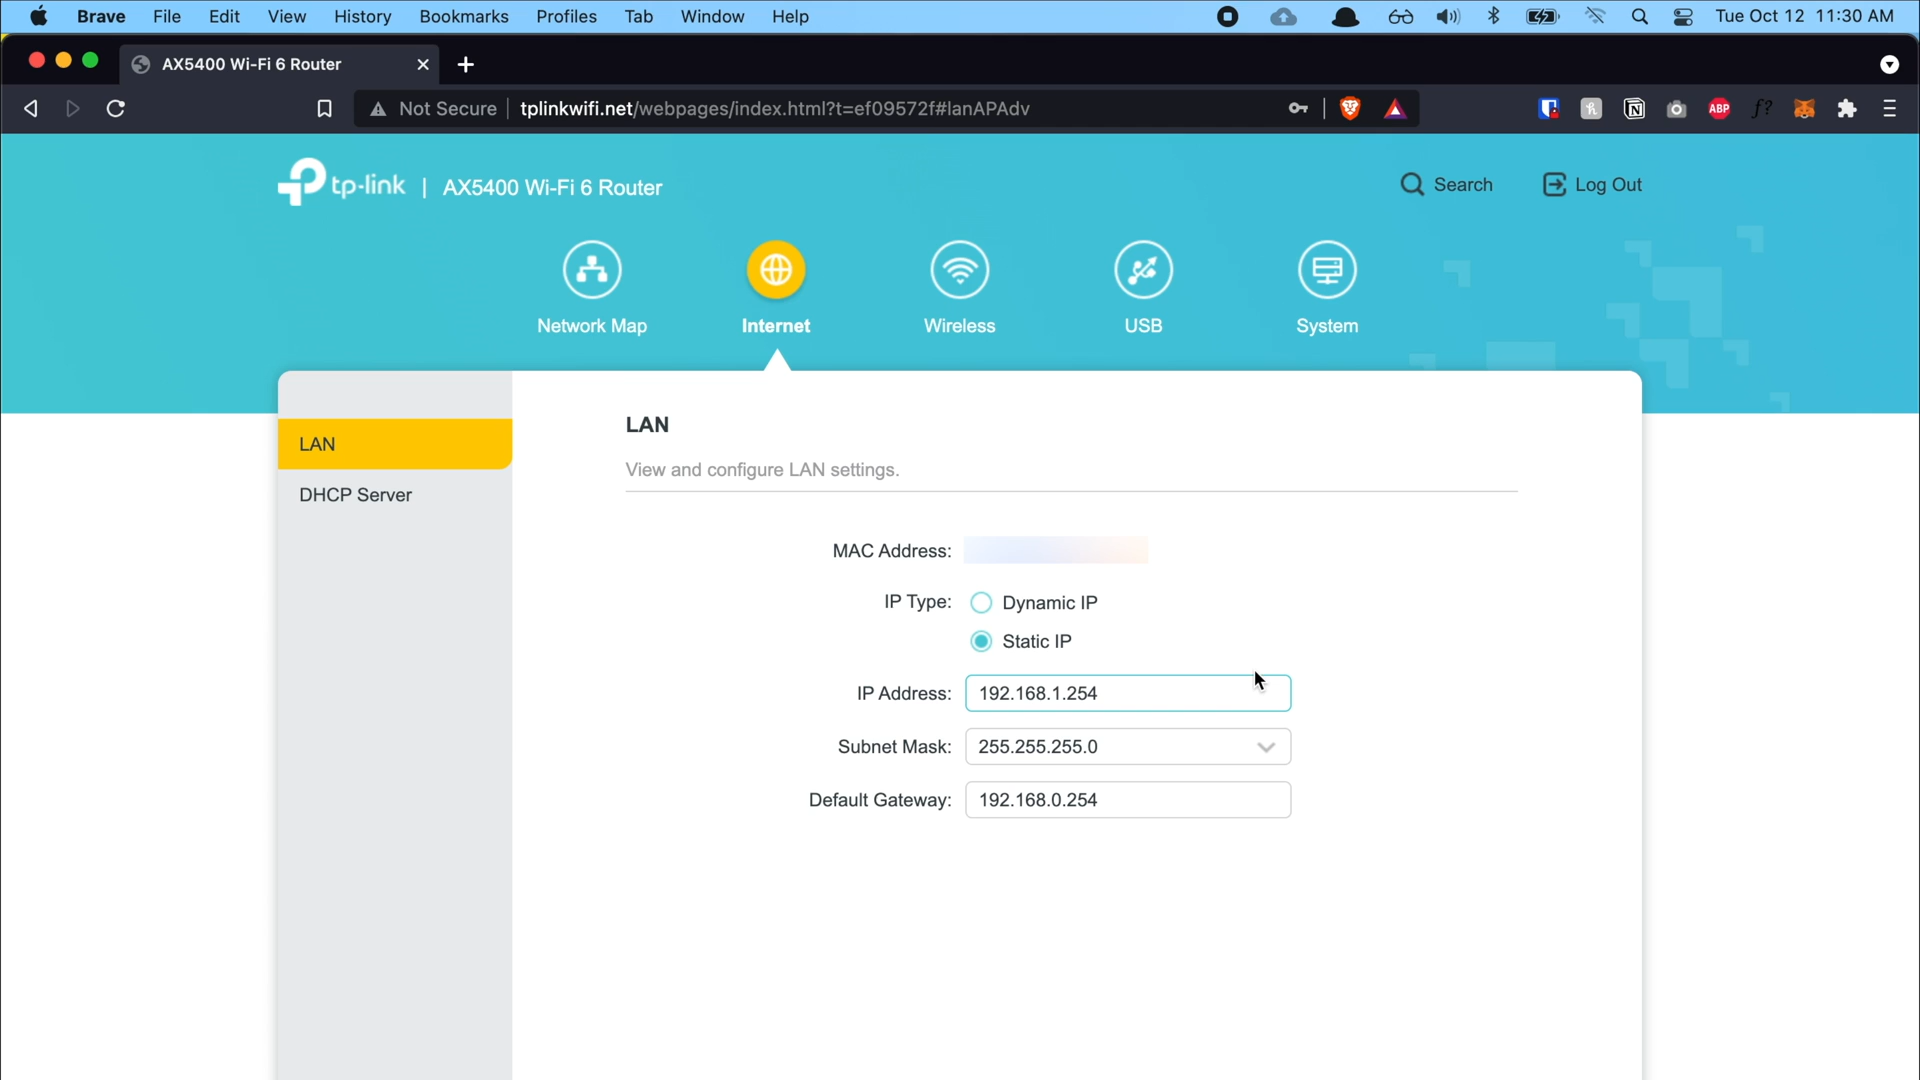 Brave File Edit View History Bookmarks Profiles Tab Window Help Tue Oct 12 11:30 AM
AX5400 Wi-Fi 6 Router
Not Secure tplinkwifi.net/webpages/index.html?t=ef09572f#lanAPAdv ABP f?
tp-link | AX5400 Wi-Fi 6 Router Search Log Out
Network Map Internet Wireless USB System
LAN
DHCP Server
LAN
View and configure LAN settings.
MAC Address:
IP Type: Dynamic IP
Static IP
IP Address: 192.168.1.254
Subnet Mask: 255.255.255.0
Default Gateway: 192.168.0.254